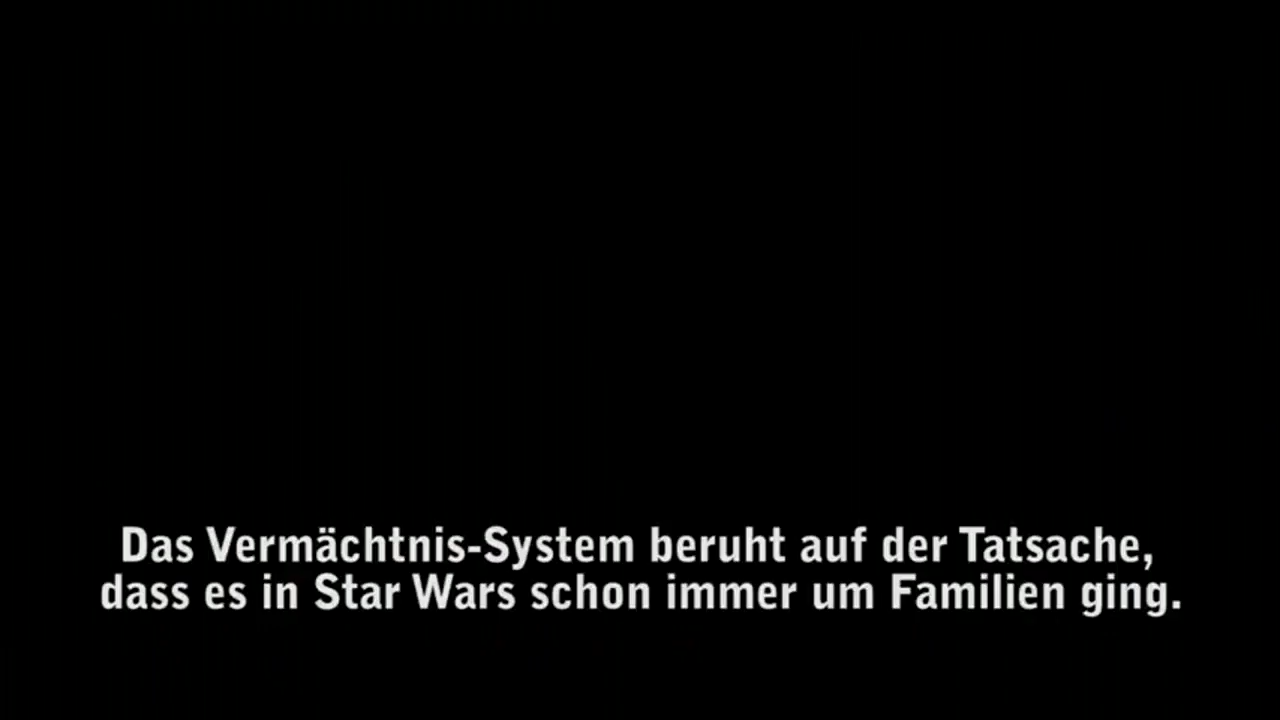 Das Vermächtnis-System beruht auf der Tatsache,
dass es in Star Wars schon immer um Familien ging.